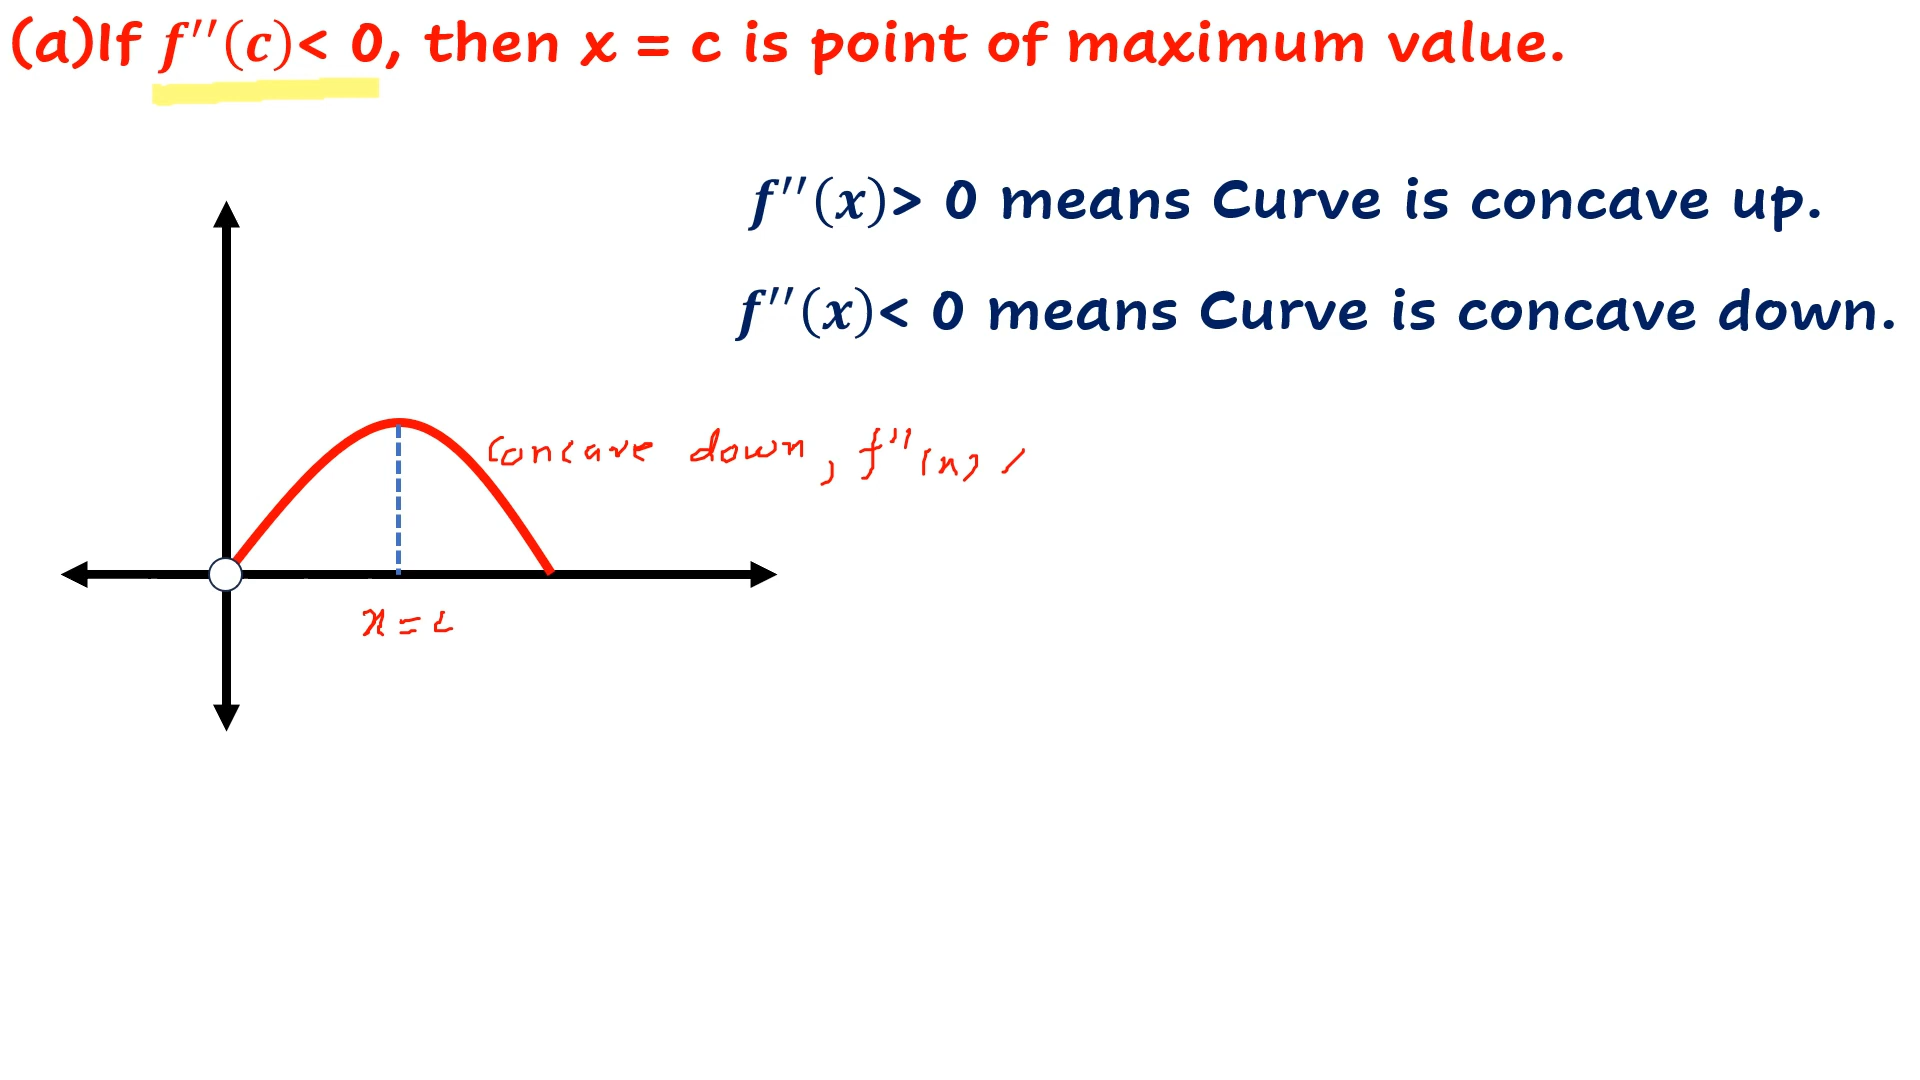 (a)If f′′(c)< 0, then x = c is point of maximum value.
f′′(x)> 0 means Curve is concave up.
f′′(x)< 0 means Curve is concave down.
concave down, f''(x)
x = c